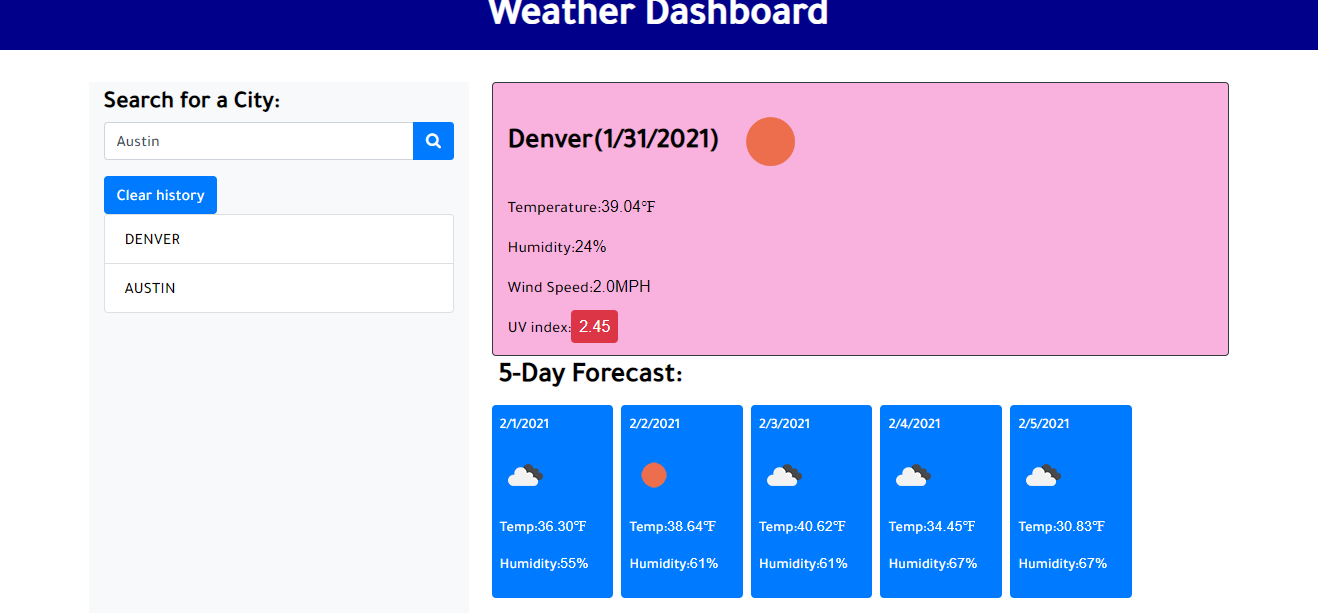 Weather Dashboard
Search for a City:
Austin
Clear history
DENVER
AUSTIN
Denver(1/31/2021)
Temperature:39.04℉
Humidity:24%
Wind Speed:2.0MPH
UV index:2.45
5-Day Forecast:
2/1/2021
Temp:36.30℉
Humidity:55%
2/2/2021
Temp:38.64℉
Humidity:61%
2/3/2021
Temp:40.62℉
Humidity:61%
2/4/2021
Temp:34.45℉
Humidity:67%
2/5/2021
Temp:30.83℉
Humidity:67%